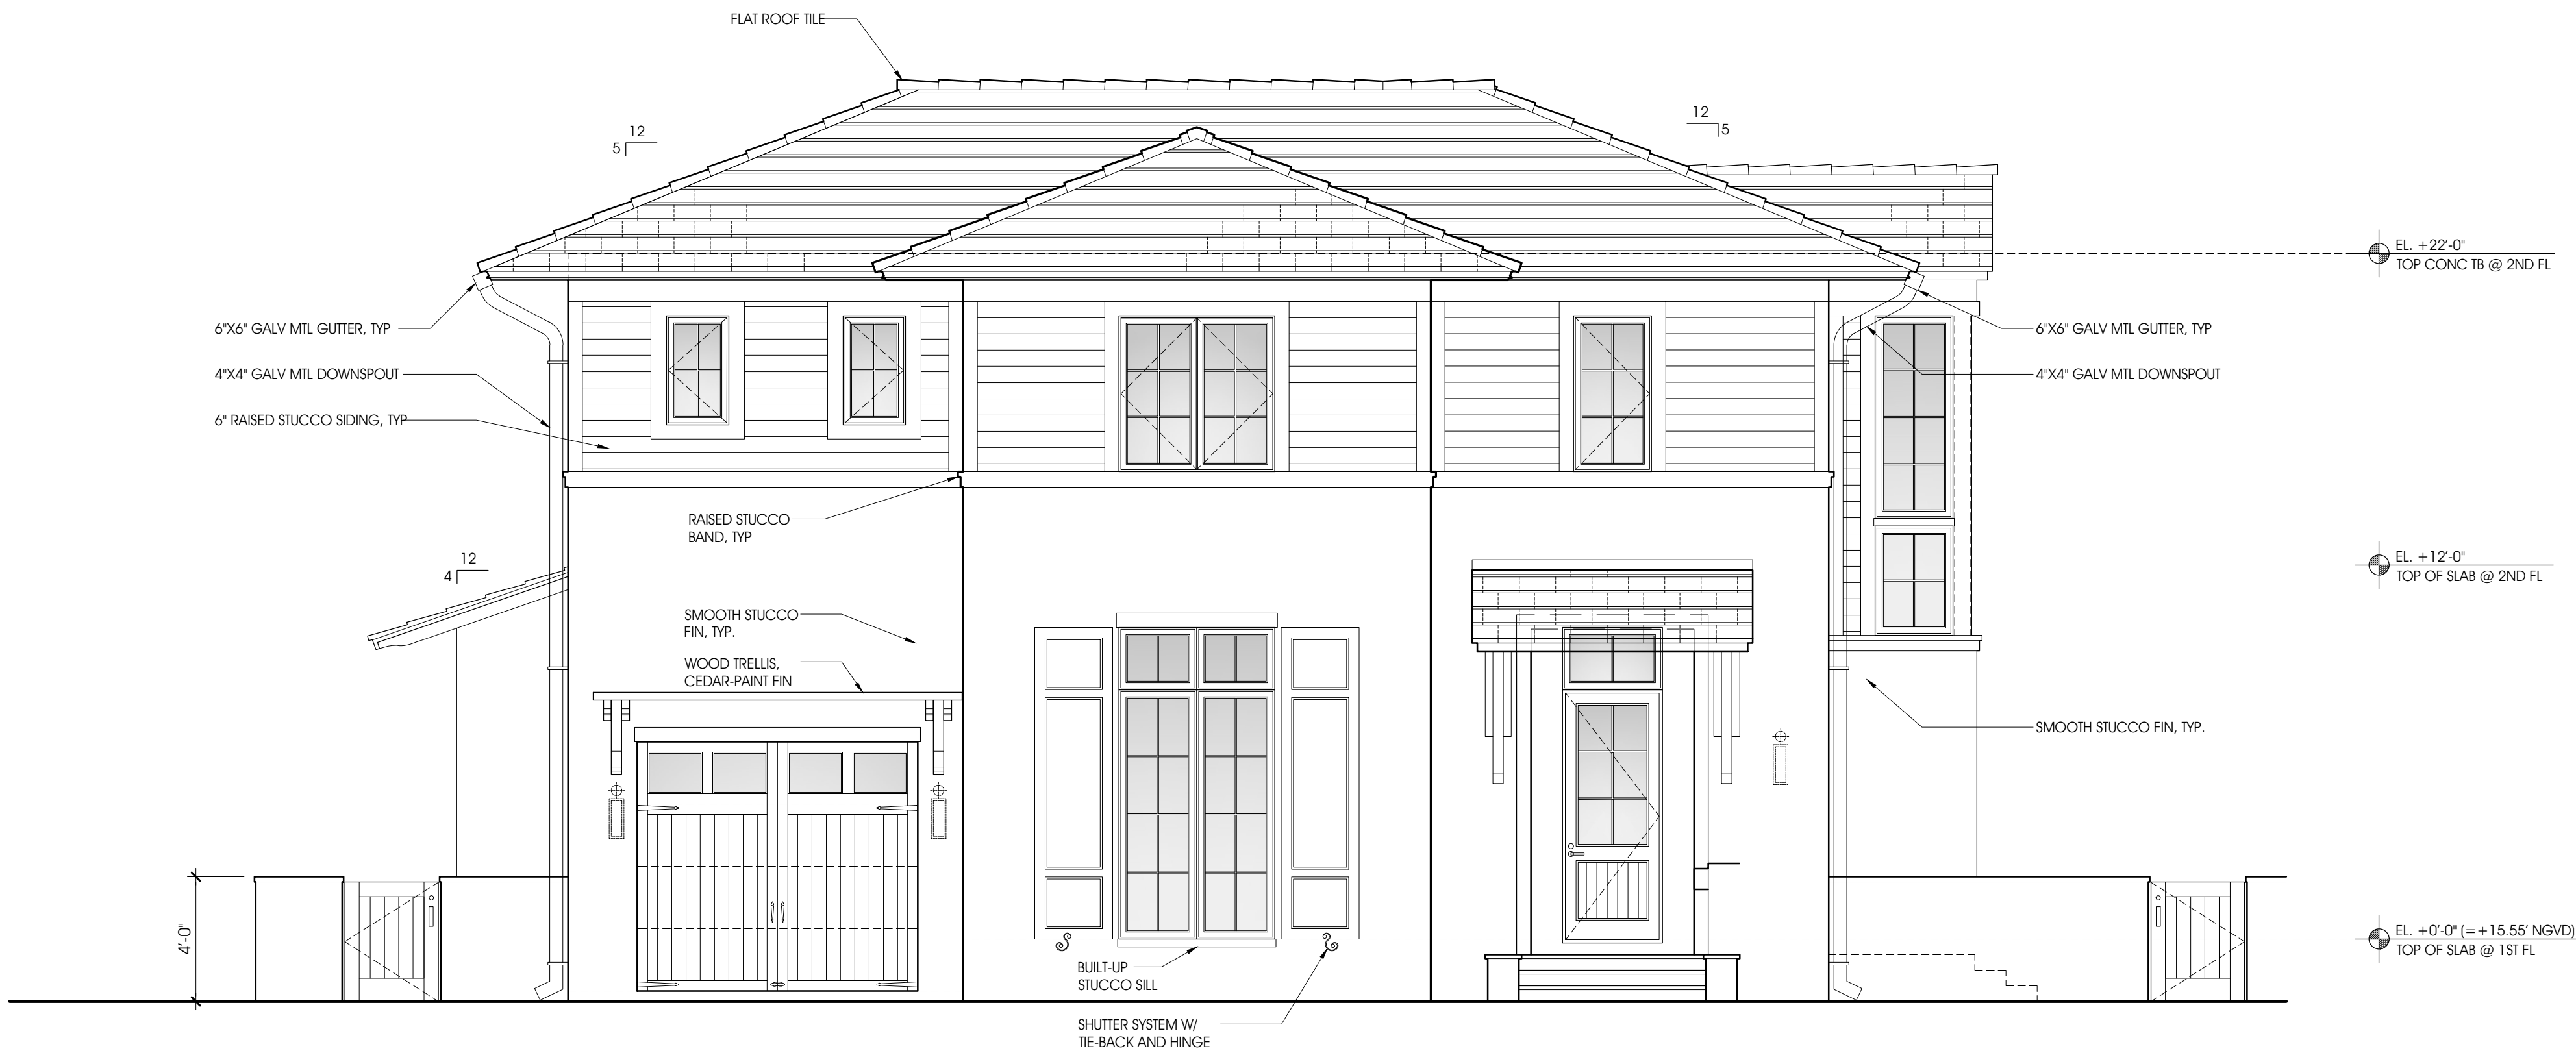 FLAT ROOF TILE
12
5
12
5
EL. +22'-0"
TOP CONC TB @ 2ND FL
6"X6" GALV MTL GUTTER, TYP
6"X6" GALV MTL GUTTER, TYP
4"X4" GALV MTL DOWNSPOUT
4"X4" GALV MTL DOWNSPOUT
6" RAISED STUCCO SIDING, TYP
RAISED STUCCO
BAND, TYP
12
4
EL. +12'-0"
TOP OF SLAB @ 2ND FL
SMOOTH STUCCO
FIN, TYP.
WOOD TRELLIS,
CEDAR-PAINT FIN
SMOOTH STUCCO FIN, TYP.
4'-0"
EL. +0'-0" (=+15.55' NGVD)
TOP OF SLAB @ 1ST FL
BUILT-UP
STUCCO SILL
SHUTTER SYSTEM W/
TIE-BACK AND HINGE